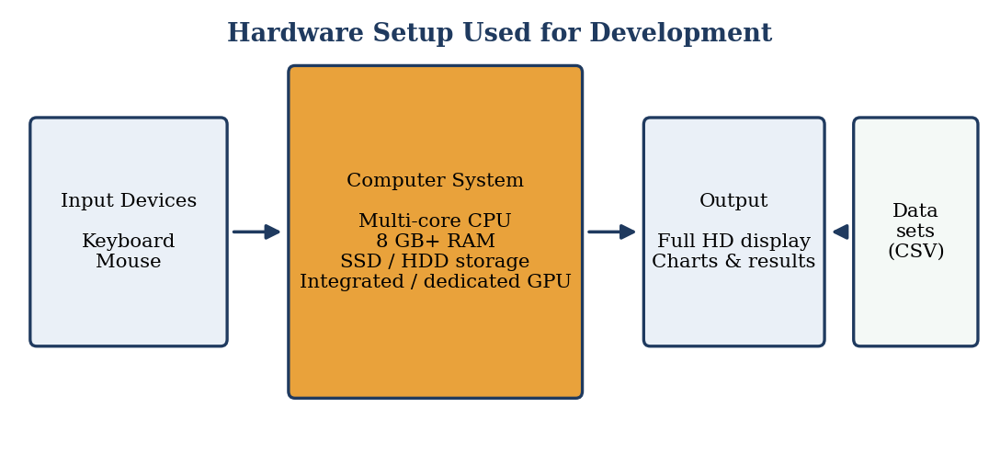 Hardware Setup Used for Development
Input Devices
Keyboard
Mouse
Computer System
Multi-core CPU
8 GB+ RAM
SSD / HDD storage
Integrated / dedicated GPU
Output
Full HD display
Charts & results
Data
sets
(CSV)